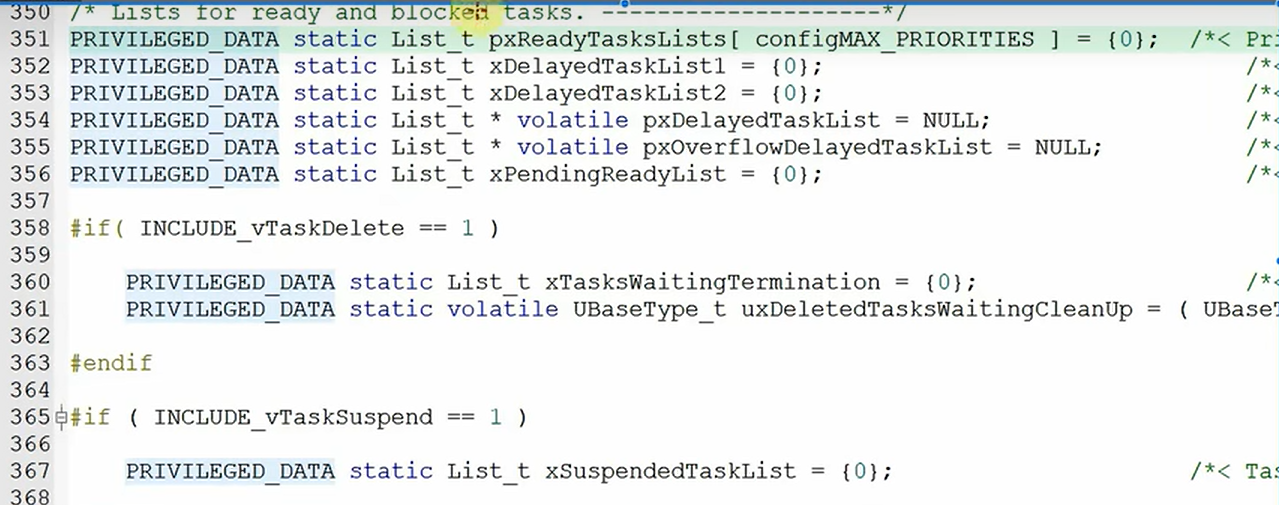 350 /* Lists for ready and blocked tasks. --------------------*/
351 PRIVILEGED_DATA static List_t pxReadyTasksLists[ configMAX_PRIORITIES ] = {0}; /*< Pri
352 PRIVILEGED_DATA static List_t xDelayedTaskList1 = {0}; /*<
353 PRIVILEGED_DATA static List_t xDelayedTaskList2 = {0}; /*<
354 PRIVILEGED_DATA static List_t * volatile pxDelayedTaskList = NULL; /*<
355 PRIVILEGED_DATA static List_t * volatile pxOverflowDelayedTaskList = NULL; /*<
356 PRIVILEGED_DATA static List_t xPendingReadyList = {0}; /*<
357
358 #if( INCLUDE_vTaskDelete == 1 )
359
360 PRIVILEGED_DATA static List_t xTasksWaitingTermination = {0}; /*<
361 PRIVILEGED_DATA static volatile UBaseType_t uxDeletedTasksWaitingCleanUp = ( UBaseT
362
363 #endif
364
365 #if ( INCLUDE_vTaskSuspend == 1 )
366
367 PRIVILEGED_DATA static List_t xSuspendedTaskList = {0}; /*< Tas
368